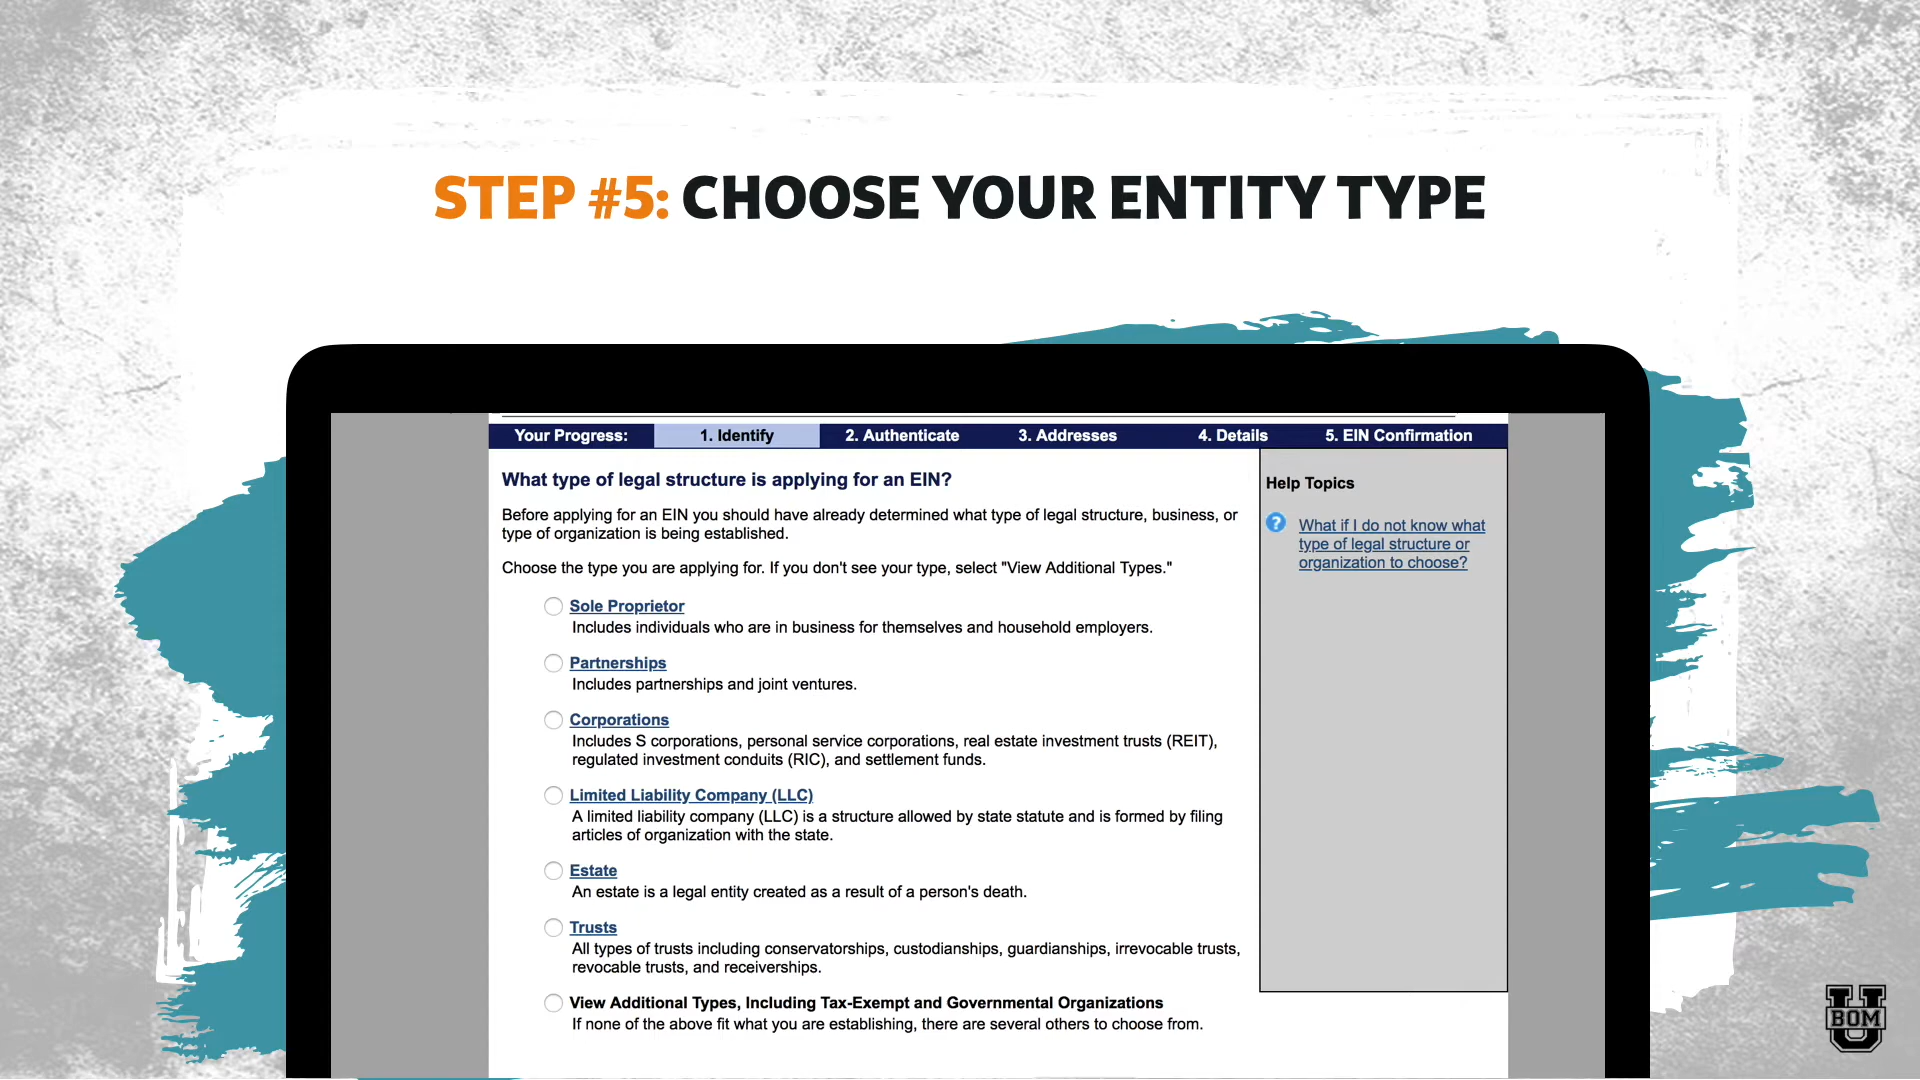 STEP #5: CHOOSE YOUR ENTITY TYPE
Your Progress: 1. Identify 2. Authenticate 3. Addresses 4. Details 5. EIN Confirmation
What type of legal structure is applying for an EIN?
Before applying for an EIN you should have already determined what type of legal structure, business, or
type of organization is being established.
Choose the type you are applying for. If you don't see your type, select "View Additional Types."
Sole Proprietor
Includes individuals who are in business for themselves and household employers.
Partnerships
Includes partnerships and joint ventures.
Corporations
Includes S corporations, personal service corporations, real estate investment trusts (REIT),
regulated investment conduits (RIC), and settlement funds.
Limited Liability Company (LLC)
A limited liability company (LLC) is a structure allowed by state statute and is formed by filing
articles of organization with the state.
Estate
An estate is a legal entity created as a result of a person's death.
Trusts
All types of trusts including conservatorships, custodianships, guardianships, irrevocable trusts,
revocable trusts, and receiverships.
View Additional Types, Including Tax-Exempt and Governmental Organizations
If none of the above fit what you are establishing, there are several others to choose from.
Help Topics
? What if I do not know what
type of legal structure or
organization to choose?
U
BOM